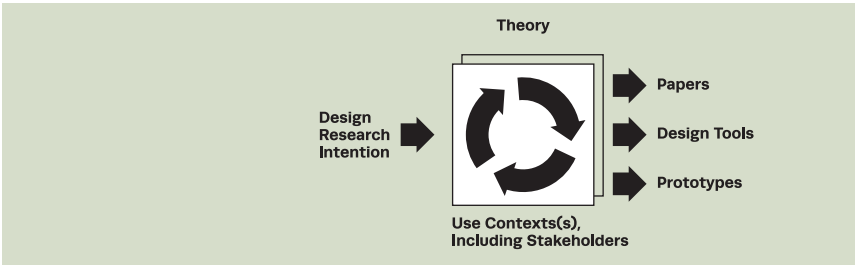 Theory
Design
Research
Intention
Papers
Design Tools
Prototypes
Use Contexts(s),
Including Stakeholders